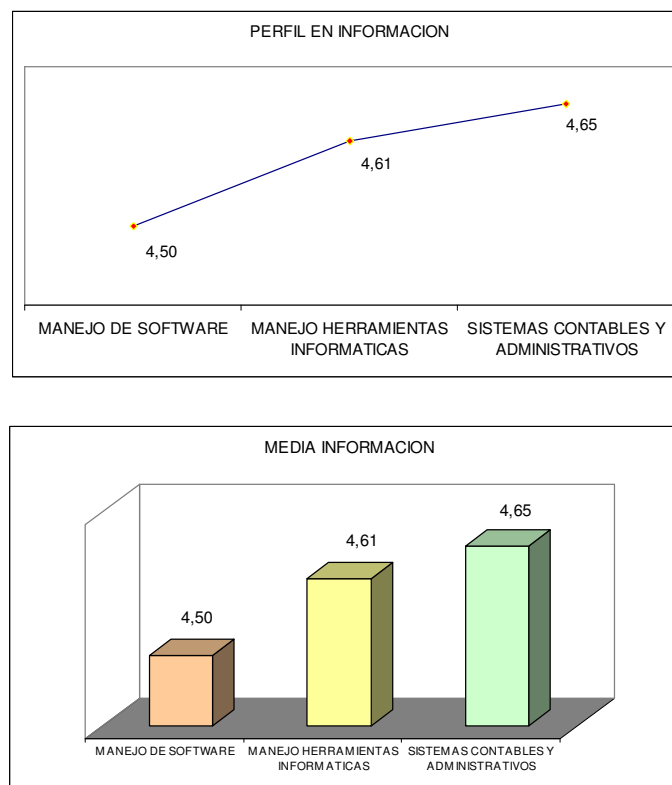 PERFIL EN INFORMACION
4,65
4,61
4,50
MANEJO DE SOFTWARE
MANEJO HERRAMIENTAS
INFORMATICAS
SISTEMAS CONTABLES Y
ADMINISTRATIVOS
MEDIA INFORMACION
4,65
4,61
4,50
MANEJO DE SOFTWARE
MANEJO HERRAMIENTAS
INFORMATICAS
SISTEMAS CONTABLES Y
ADMINISTRATIVOS